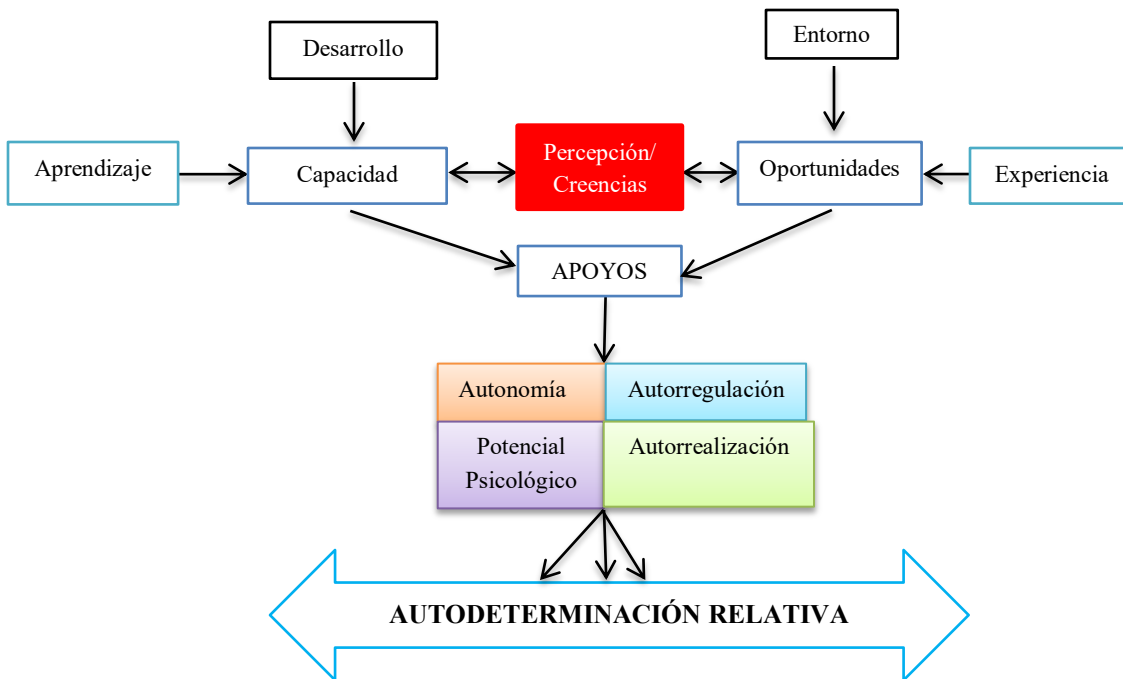 Desarrollo
Entorno
Aprendizaje
Capacidad
Percepción/
Creencias
Oportunidades
Experiencia
APOYOS
Autonomía
Autorregulación
Potencial
Psicológico
Autorrealización
AUTODETERMINACIÓN RELATIVA